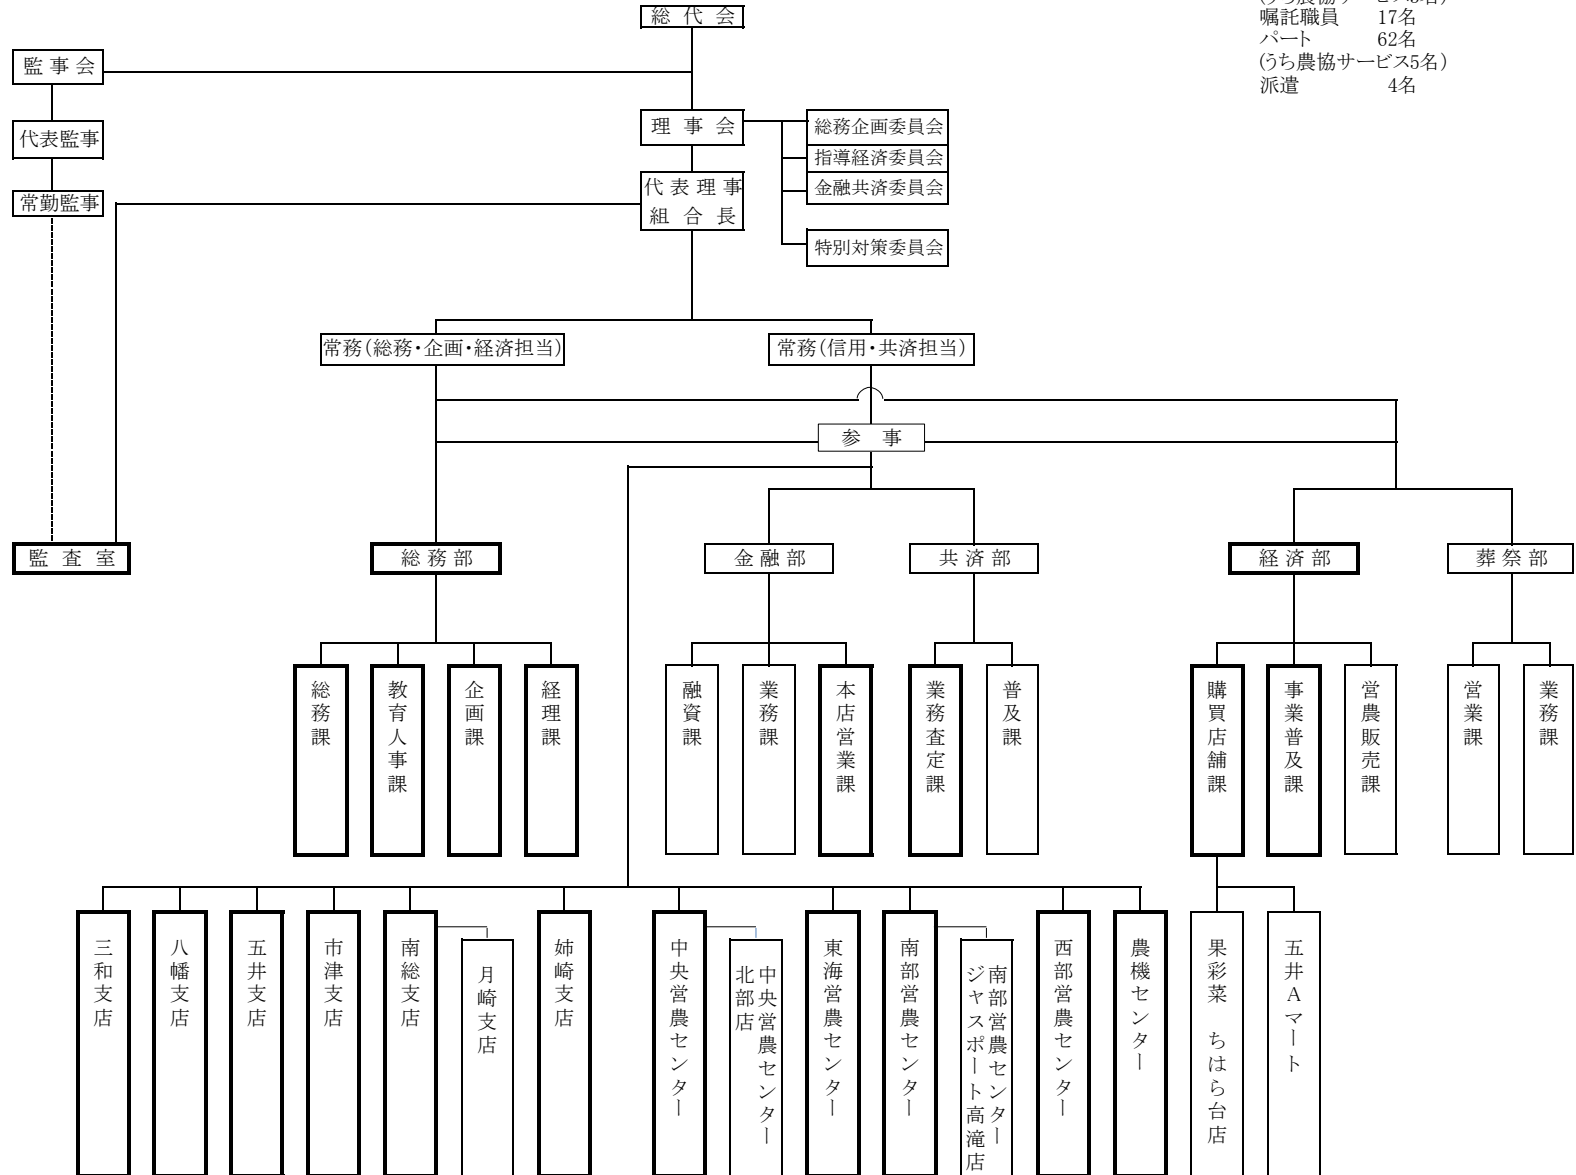 (うち農協サービス3名)
嘱託職員 17名
パート 62名
(うち農協サービス5名)
派遣 4名
総代会
監事会
代表監事
常勤監事
理事会
総務企画委員会
指導経済委員会
金融共済委員会
特別対策委員会
代表理事
組合長
常務(総務・企画・経済担当)
常務(信用・共済担当)
参事
監査室
総務部
金融部
共済部
経済部
葬祭部
総務課
教育人事課
企画課
経理課
融資課
業務課
本店営業課
業務査定課
普及課
購買店舗課
事業普及課
営農販売課
営業課
業務課
三和支店
八幡支店
五井支店
市津支店
南総支店
月崎支店
姉崎支店
中央営農センター
中央営農センター
北部店
東海営農センター
南部営農センター
南部営農センター
ジャスポート高滝店
西部営農センター
農機センター
果彩菜 ちはら台店
五井Aマート